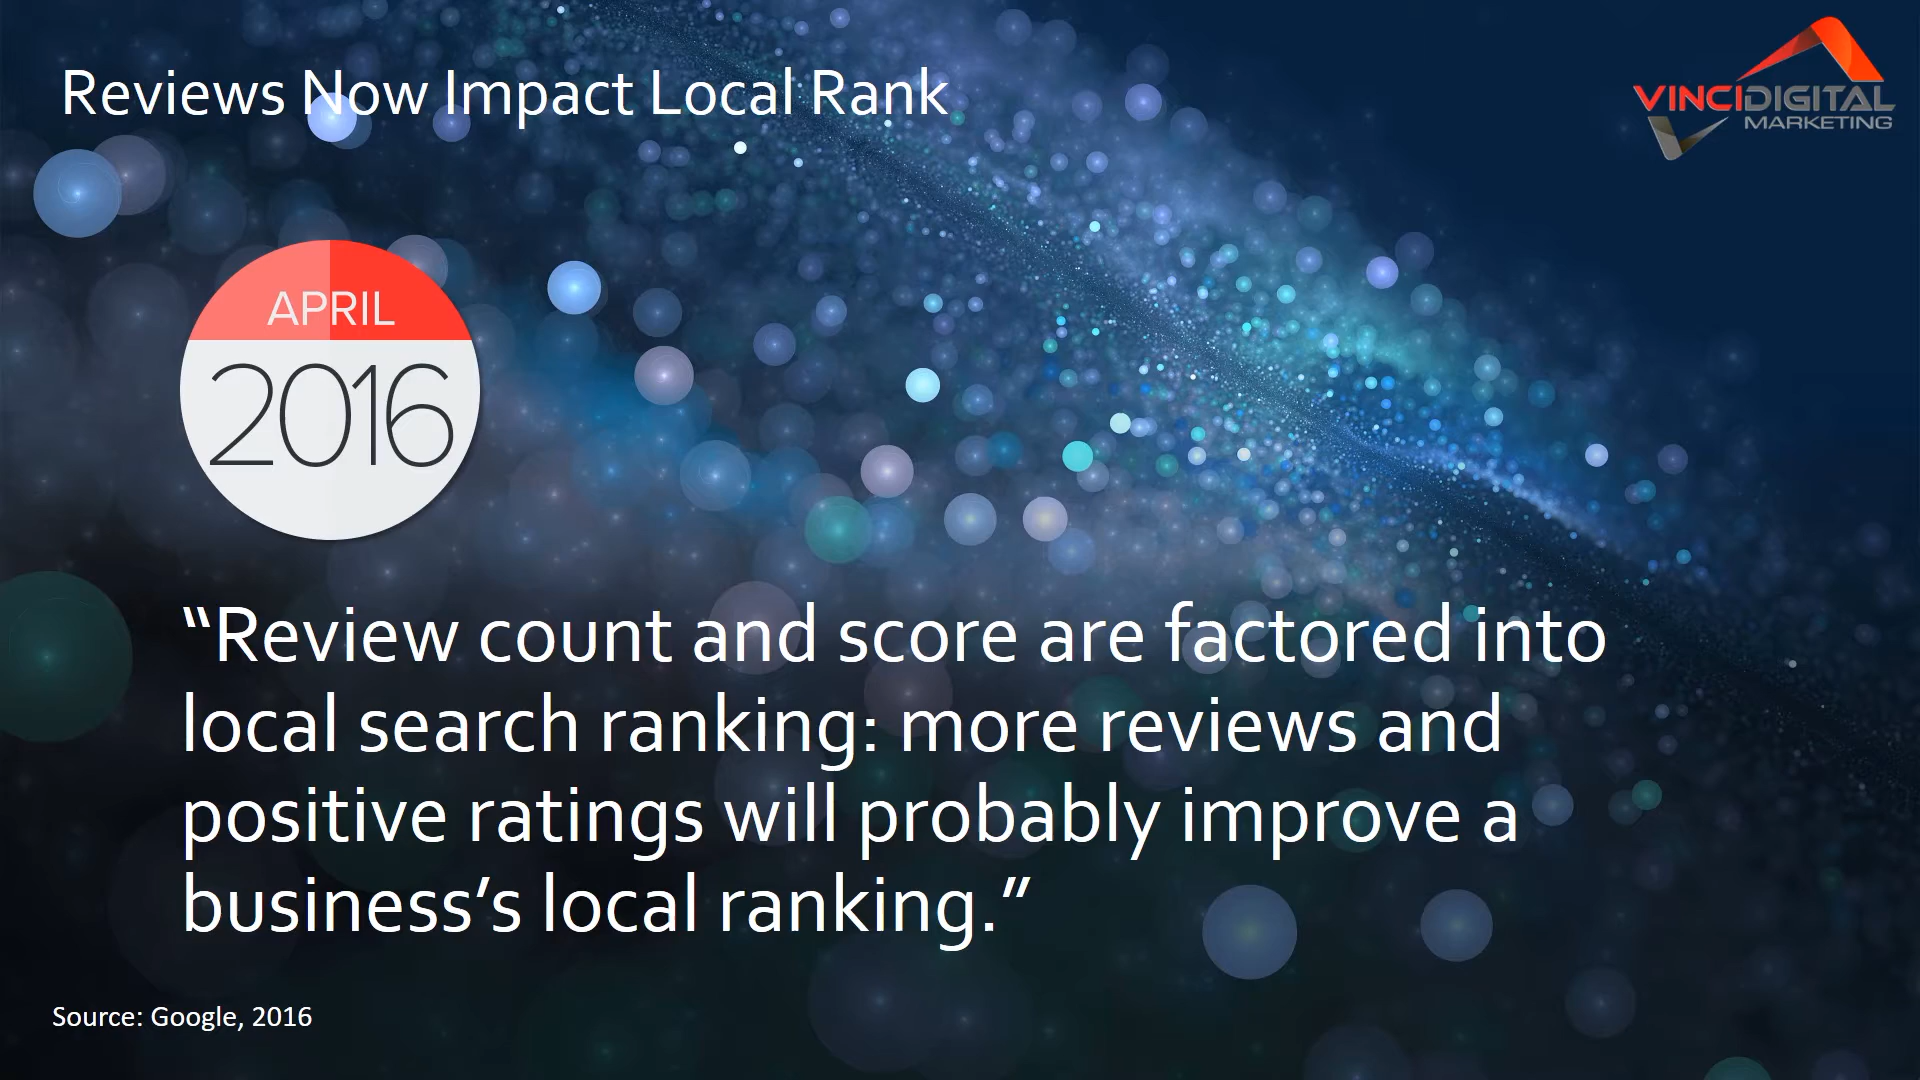 Reviews Now Impact Local Rank
VINCIDIGITAL
MARKETING
APRIL
2016
“Review count and score are factored into
local search ranking: more reviews and
positive ratings will probably improve a
business’s local ranking.”
Source: Google, 2016